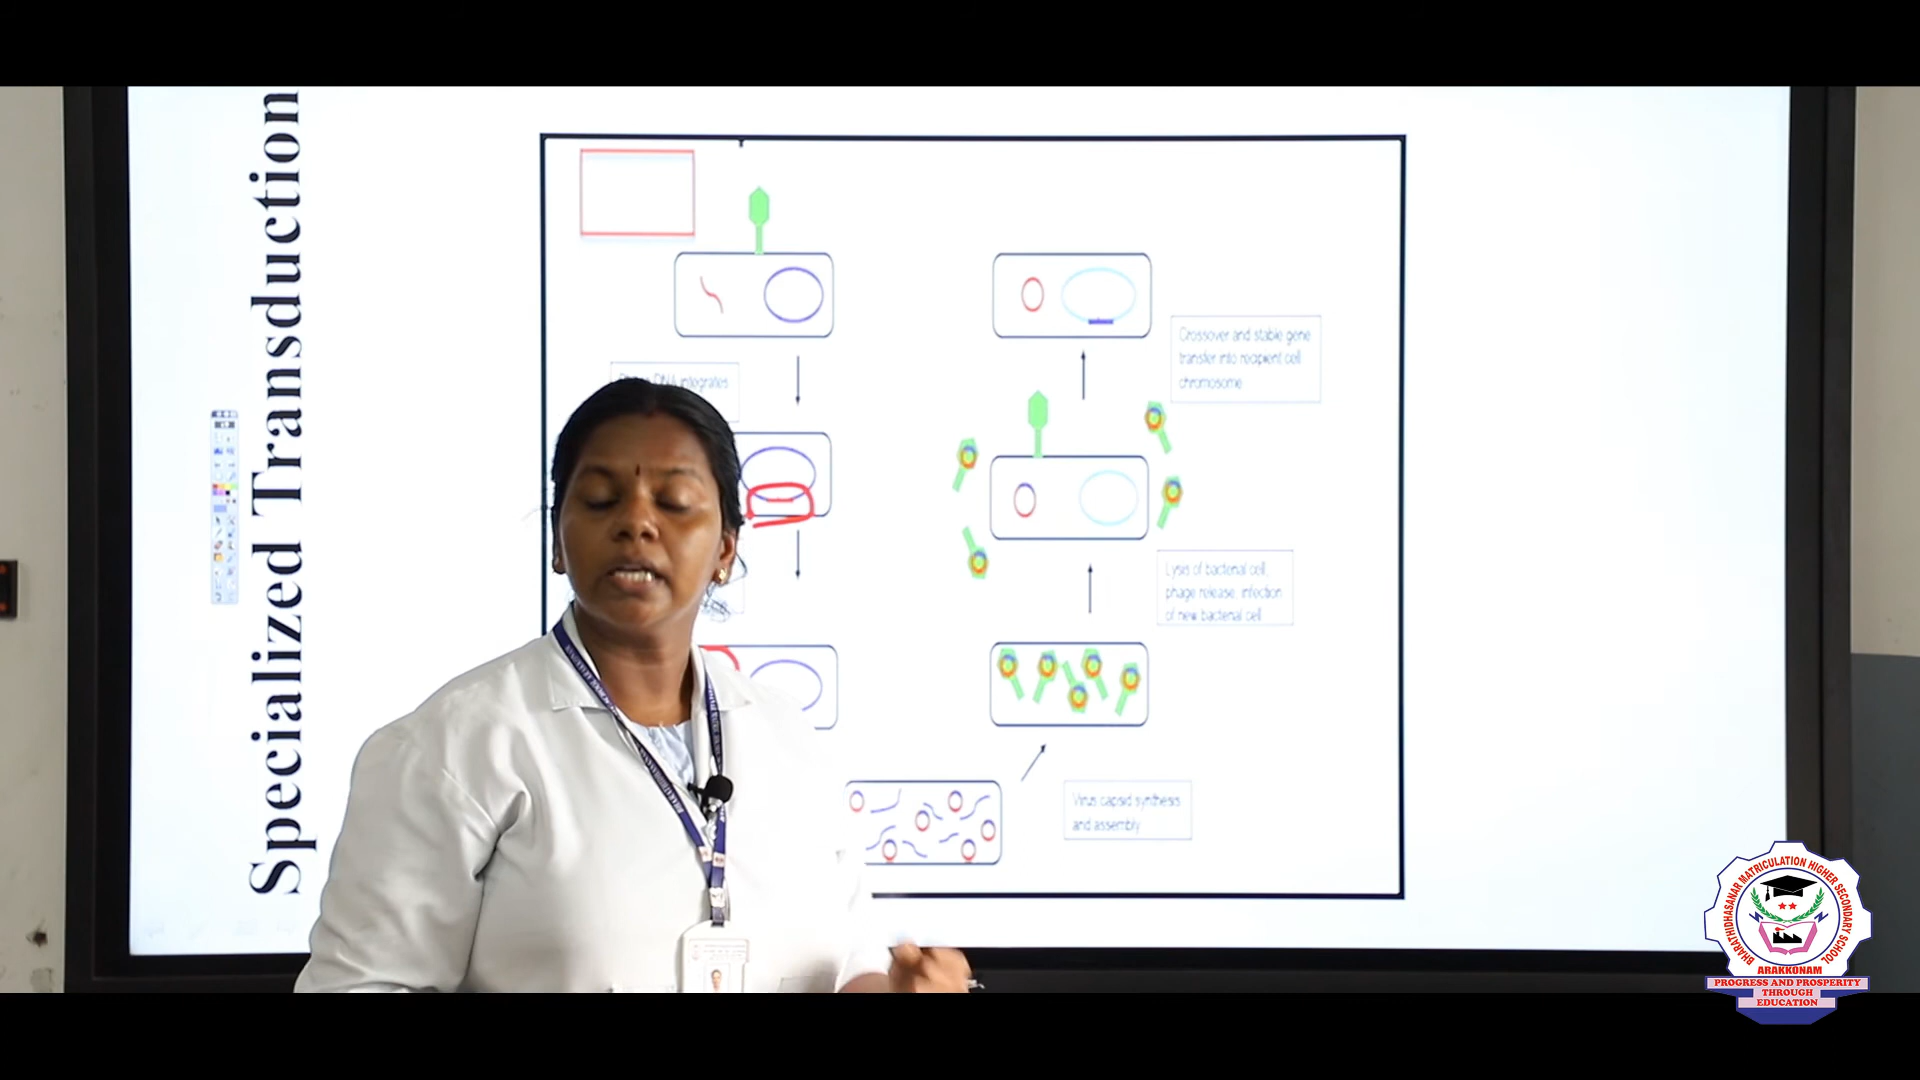 Specialized Transduction
DNA integrates
Crossover and stable gene
transfer into recipient cell
chromosome
Lysis of bacterial cell,
phage release, infection
of new bacterial cell
Virus capsid synthesis
and assembly
BHARATHIDHASANAR MATRICULATION HIGHER SECONDARY SCHOOL
ARAKKONAM
PROGRESS AND PROSPERITY
THROUGH
EDUCATION